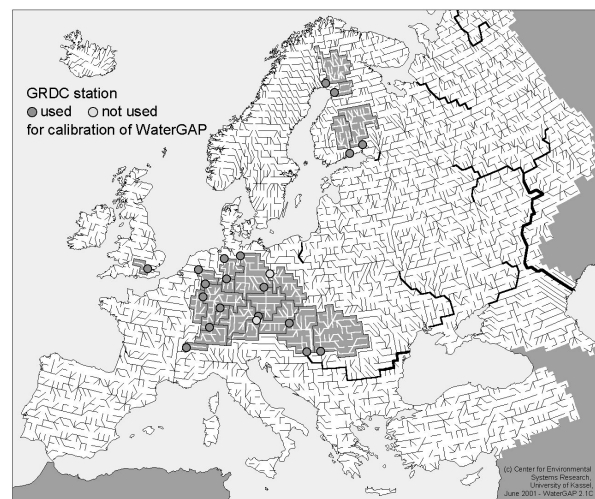 GRDC station
used not used
for calibration of WaterGAP
(c) Center for Environmental
Systems Research,
University of Kassel,
June 2001 - WaterGAP 2.1C